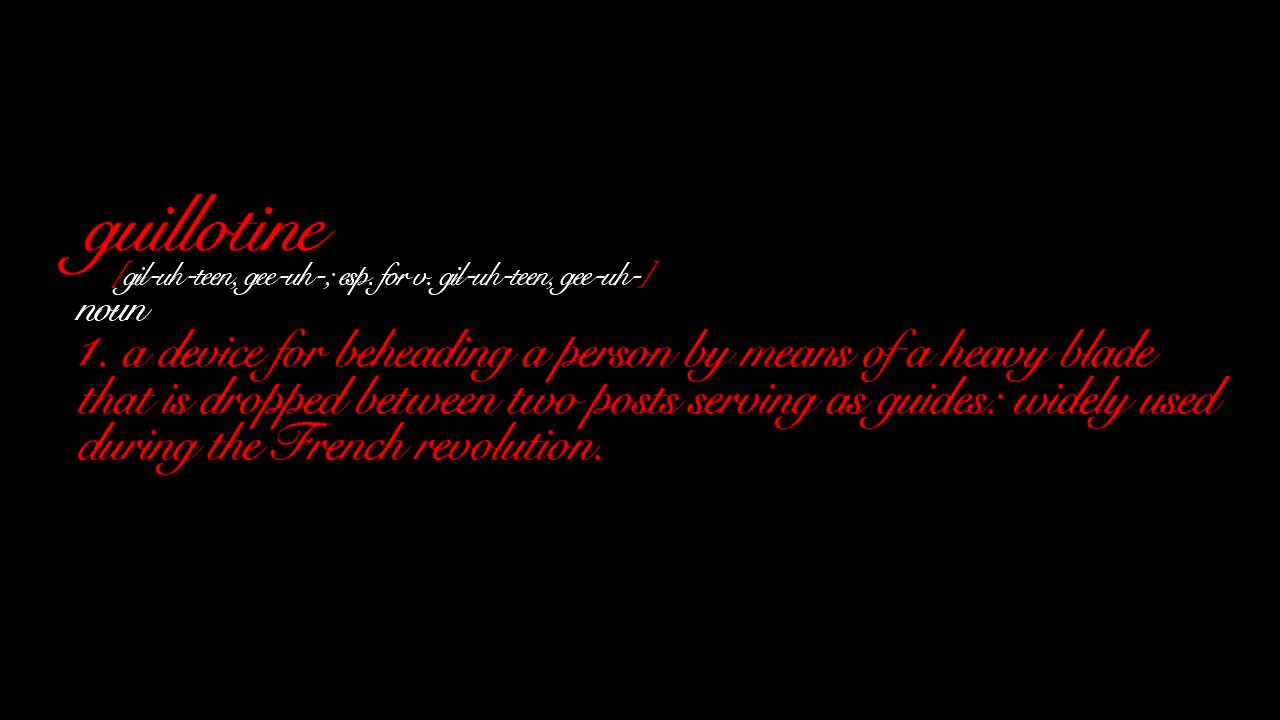 guillotine
[gil-uh-teen, gee-uh-; esp. for v. gil-uh-teen, gee-uh-]
noun
1. a device for beheading a person by means of a heavy blade
that is dropped between two posts serving as guides: widely used
during the French revolution.